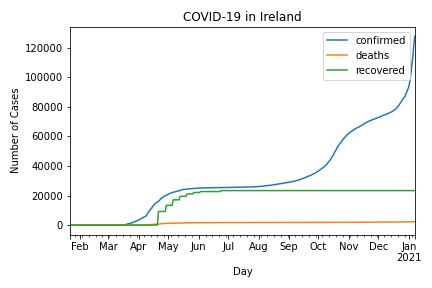 COVID-19 in Ireland
confirmed
deaths
recovered
120000
100000
80000
60000
40000
20000
0
Number of Cases
Feb Mar Apr May Jun Jul Aug Sep Oct Nov Dec Jan
2021
Day